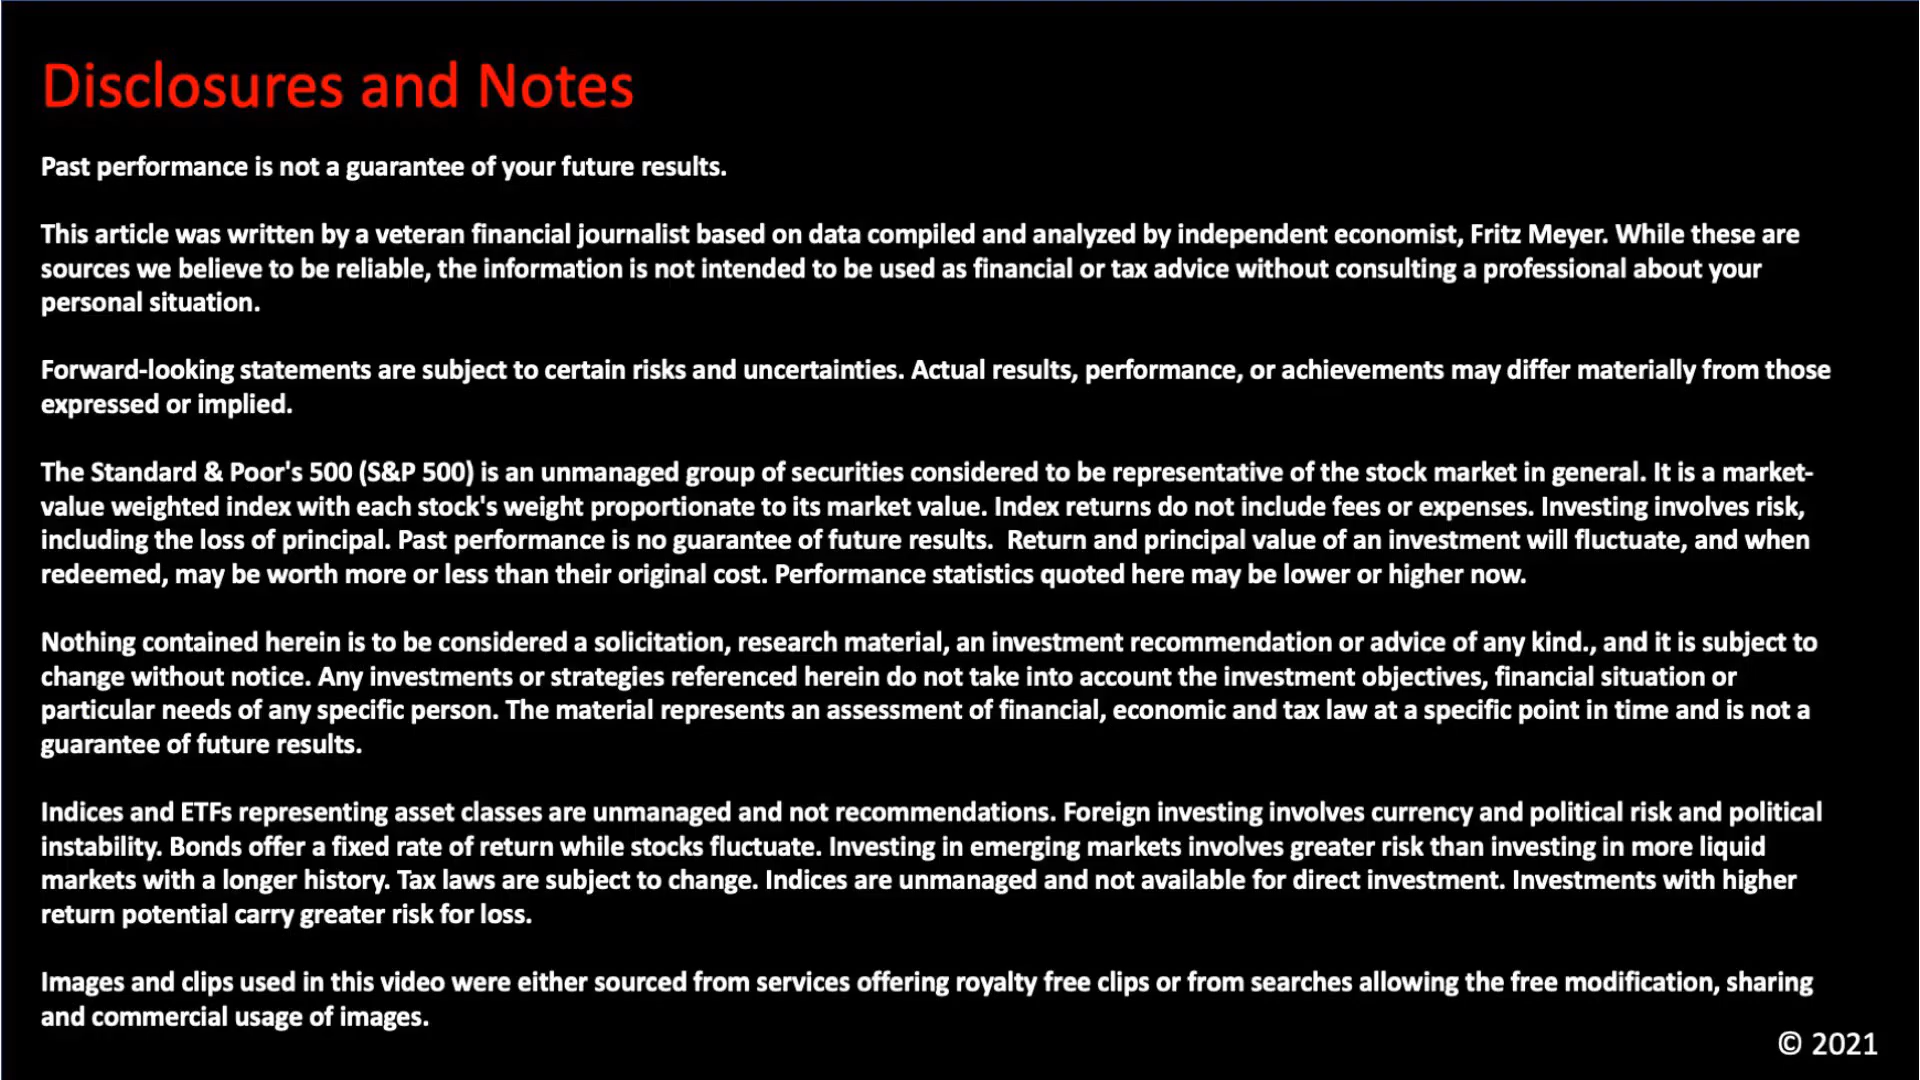 Disclosures and Notes
Past performance is not a guarantee of your future results.
This article was written by a veteran financial journalist based on data compiled and analyzed by independent economist, Fritz Meyer. While these are
sources we believe to be reliable, the information is not intended to be used as financial or tax advice without consulting a professional about your
personal situation.
Forward-looking statements are subject to certain risks and uncertainties. Actual results, performance, or achievements may differ materially from those
expressed or implied.
The Standard & Poor's 500 (S&P 500) is an unmanaged group of securities considered to be representative of the stock market in general. It is a market-
value weighted index with each stock's weight proportionate to its market value. Index returns do not include fees or expenses. Investing involves risk,
including the loss of principal. Past performance is no guarantee of future results.  Return and principal value of an investment will fluctuate, and when
redeemed, may be worth more or less than their original cost. Performance statistics quoted here may be lower or higher now.
Nothing contained herein is to be considered a solicitation, research material, an investment recommendation or advice of any kind., and it is subject to
change without notice. Any investments or strategies referenced herein do not take into account the investment objectives, financial situation or
particular needs of any specific person. The material represents an assessment of financial, economic and tax law at a specific point in time and is not a
guarantee of future results.
Indices and ETFs representing asset classes are unmanaged and not recommendations. Foreign investing involves currency and political risk and political
instability. Bonds offer a fixed rate of return while stocks fluctuate. Investing in emerging markets involves greater risk than investing in more liquid
markets with a longer history. Tax laws are subject to change. Indices are unmanaged and not available for direct investment. Investments with higher
return potential carry greater risk for loss.
Images and clips used in this video were either sourced from services offering royalty free clips or from searches allowing the free modification, sharing
and commercial usage of images.
© 2021